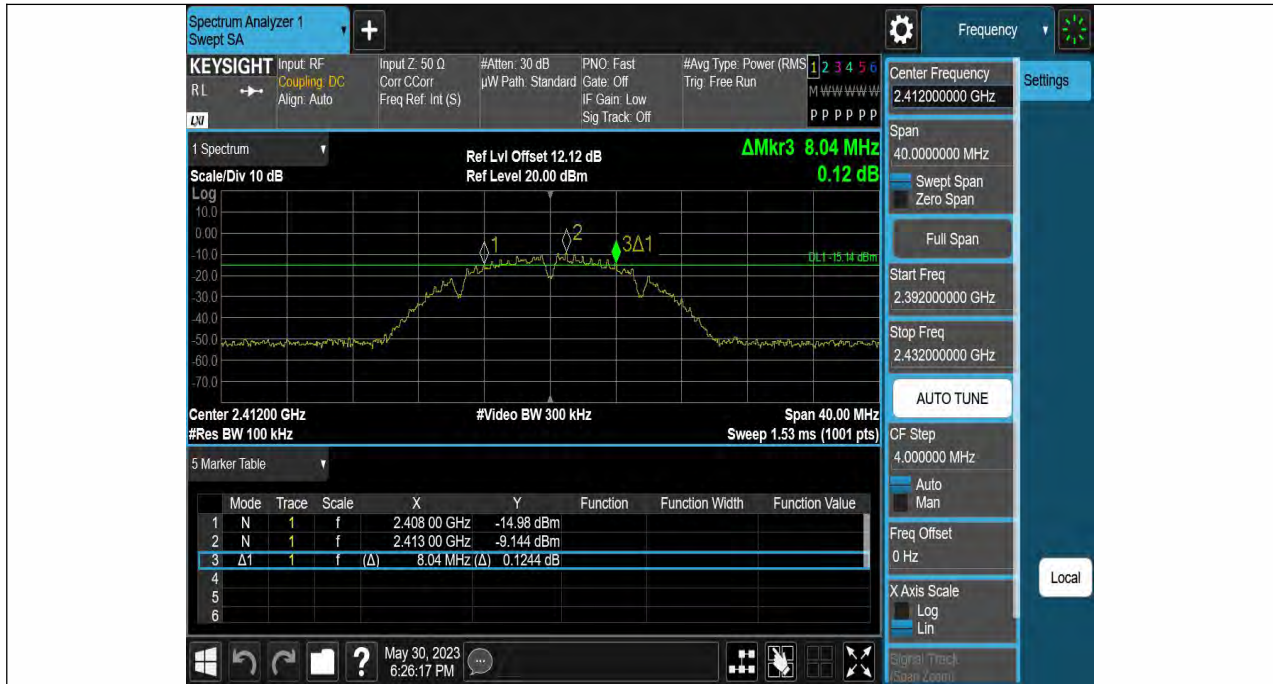 Spectrum Analyzer 1
Swept SA
+
Frequency
KEYSIGHT
RL
LXI
Input: RF
Coupling: DC
Align: Auto
Input Z: 50 Ω
Corr CCorr
Freq Ref: Int (S)
#Atten: 30 dB
µW Path: Standard
PNO: Fast
Gate: Off
IF Gain: Low
Sig Track: Off
#Avg Type: Power (RMS
Trig: Free Run
1 2 3 4 5 6
M W W W W W
P P P P P P
1 Spectrum
Scale/Div 10 dB
Ref Lvl Offset 12.12 dB
Ref Level 20.00 dBm
ΔMkr3 8.04 MHz
0.12 dB
Log
10.0
0.00
-10.0
-20.0
-30.0
-40.0
-50.0
-60.0
-70.0
1
2
3Δ1
DL1 -15.14 dBm
Center 2.41200 GHz
#Video BW 300 kHz
Span 40.00 MHz
#Res BW 100 kHz
Sweep 1.53 ms (1001 pts)
5 Marker Table
Mode Trace Scale X Y Function Function Width Function Value
1 N 1 f 2.408 00 GHz -14.98 dBm
2 N 1 f 2.413 00 GHz -9.144 dBm
3 Δ1 1 f (Δ) 8.04 MHz (Δ) 0.1244 dB
4
5
6
May 30, 2023
6:26:17 PM
?
Center Frequency
2.412000000 GHz
Settings
Span
40.0000000 MHz
Swept Span
Zero Span
Full Span
Start Freq
2.392000000 GHz
Stop Freq
2.432000000 GHz
AUTO TUNE
CF Step
4.000000 MHz
Auto
Man
Freq Offset
0 Hz
X Axis Scale
Log
Lin
Signal Track
(Span Zoom)
Local